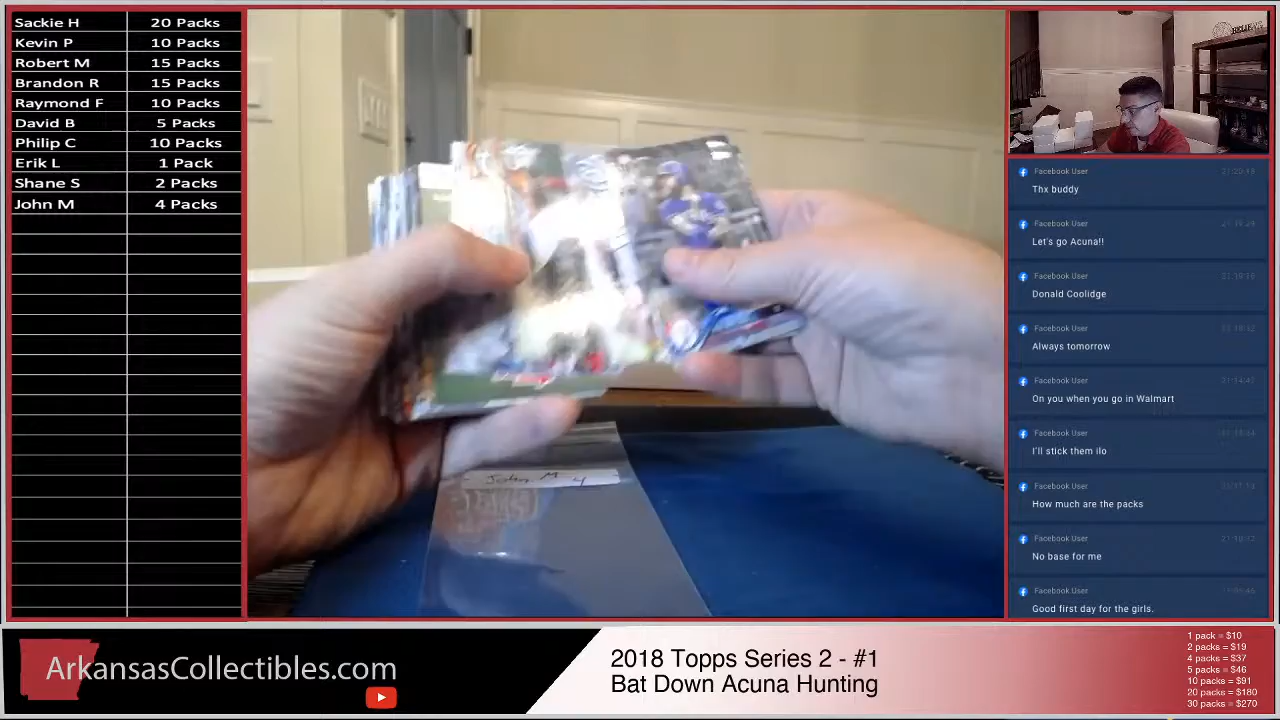 Sackie H 20 Packs
Kevin P 10 Packs
Robert M 15 Packs
Brandon R 15 Packs
Raymond F 10 Packs
David B 5 Packs
Philip C 10 Packs
Erik L 1 Pack
Shane S 2 Packs
John M 4 Packs
John M 4
Facebook User
Thx buddy
Facebook User
Let's go Acuna!!
Facebook User
Donald Coolidge
Facebook User
Always tomorrow
Facebook User
On you when you go in Walmart
Facebook User
I'll stick them ilo
Facebook User
How much are the packs
Facebook User
No base for me
Facebook User
Good first day for the girls.
ArkansasCollectibles.com
2018 Topps Series 2 - #1
Bat Down Acuna Hunting
1 pack = $10
2 packs = $19
4 packs = $37
5 packs = $46
10 packs = $91
20 packs = $180
30 packs = $270